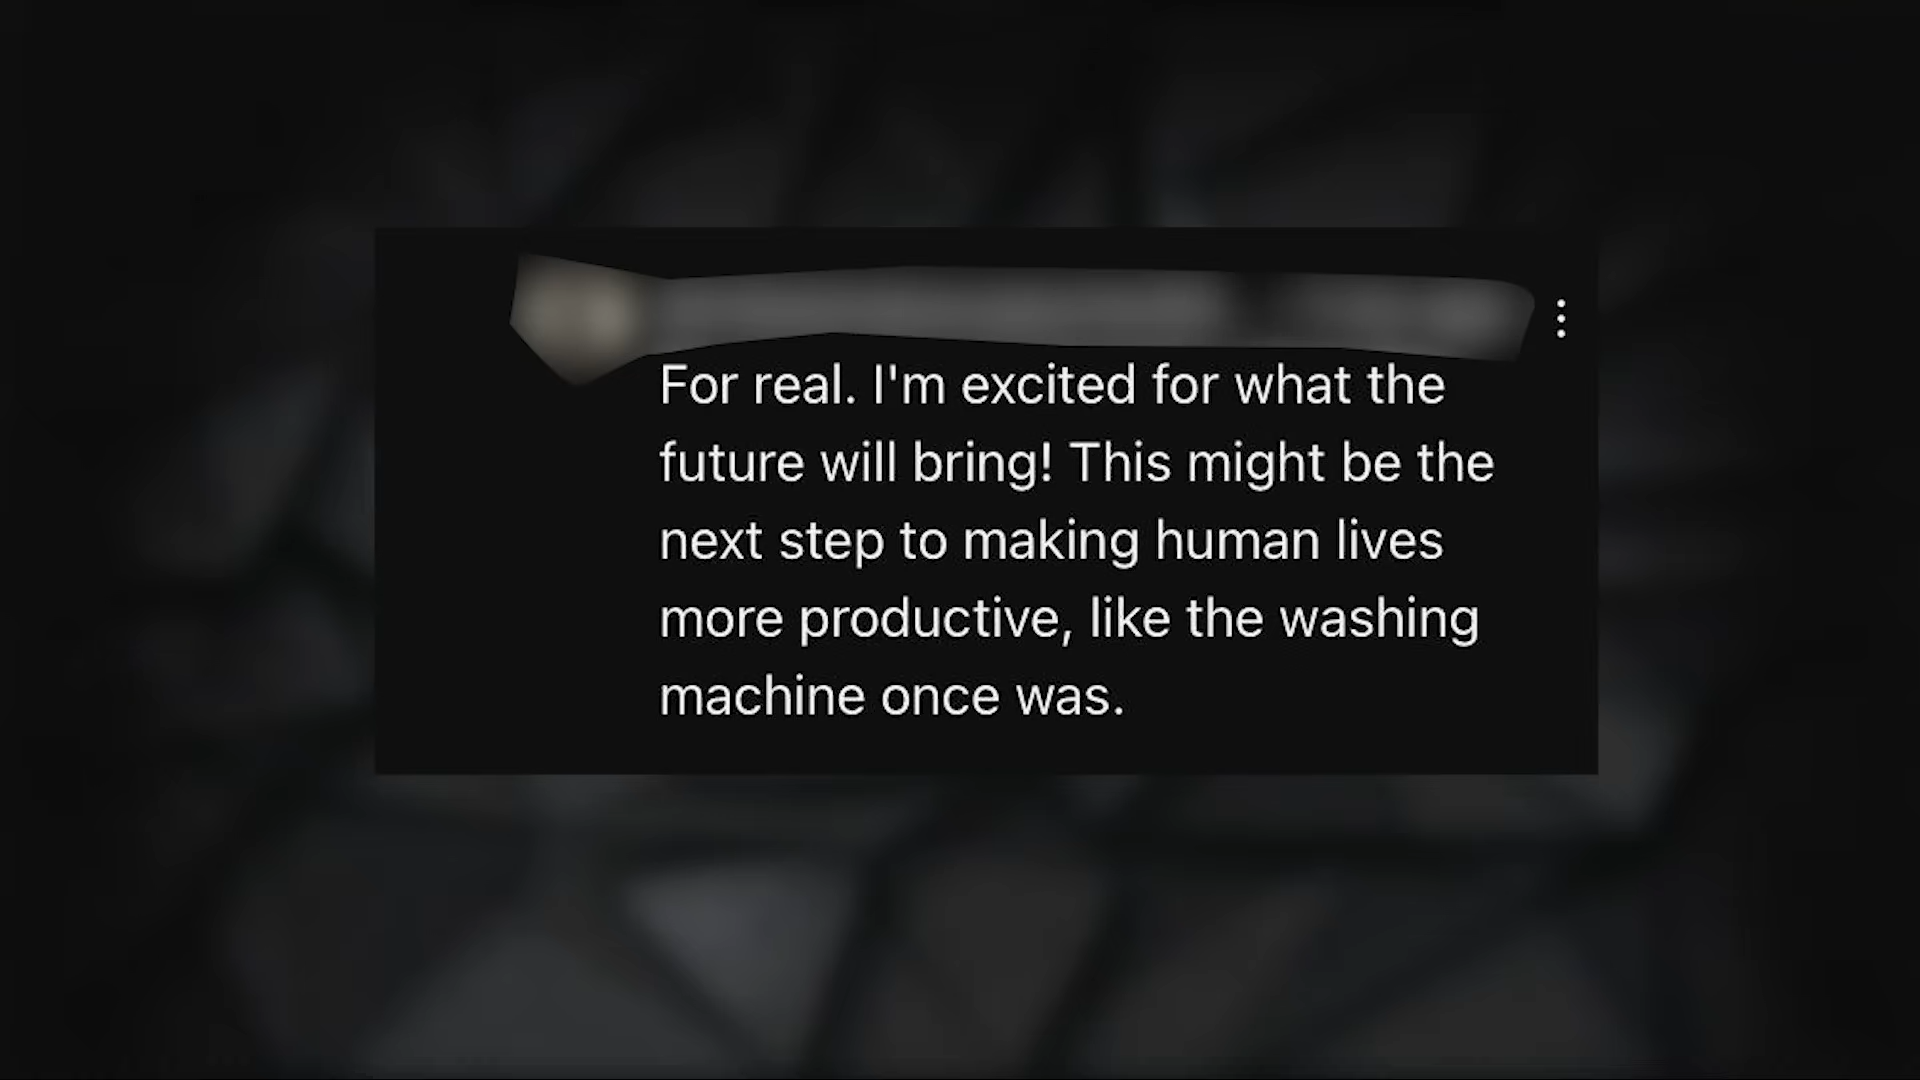 For real. I'm excited for what the
future will bring! This might be the
next step to making human lives
more productive, like the washing
machine once was.